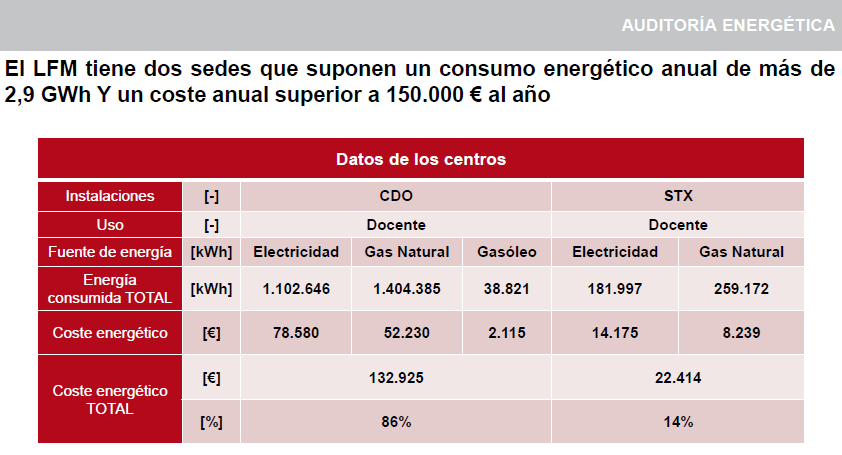 AUDITORÍA ENERGÉTICA
El LFM tiene dos sedes que suponen un consumo energético anual de más de
2,9 GWh Y un coste anual superior a 150.000 € al año
Datos de los centros
Instalaciones [-] CDO STX
Uso [-] Docente Docente
Fuente de energía [kWh] Electricidad Gas Natural Gasóleo Electricidad Gas Natural
Energía
consumida TOTAL [kWh] 1.102.646 1.404.385 38.821 181.997 259.172
Coste energético [€] 78.580 52.230 2.115 14.175 8.239
Coste energético
TOTAL
[€] 132.925 22.414
[%] 86% 14%